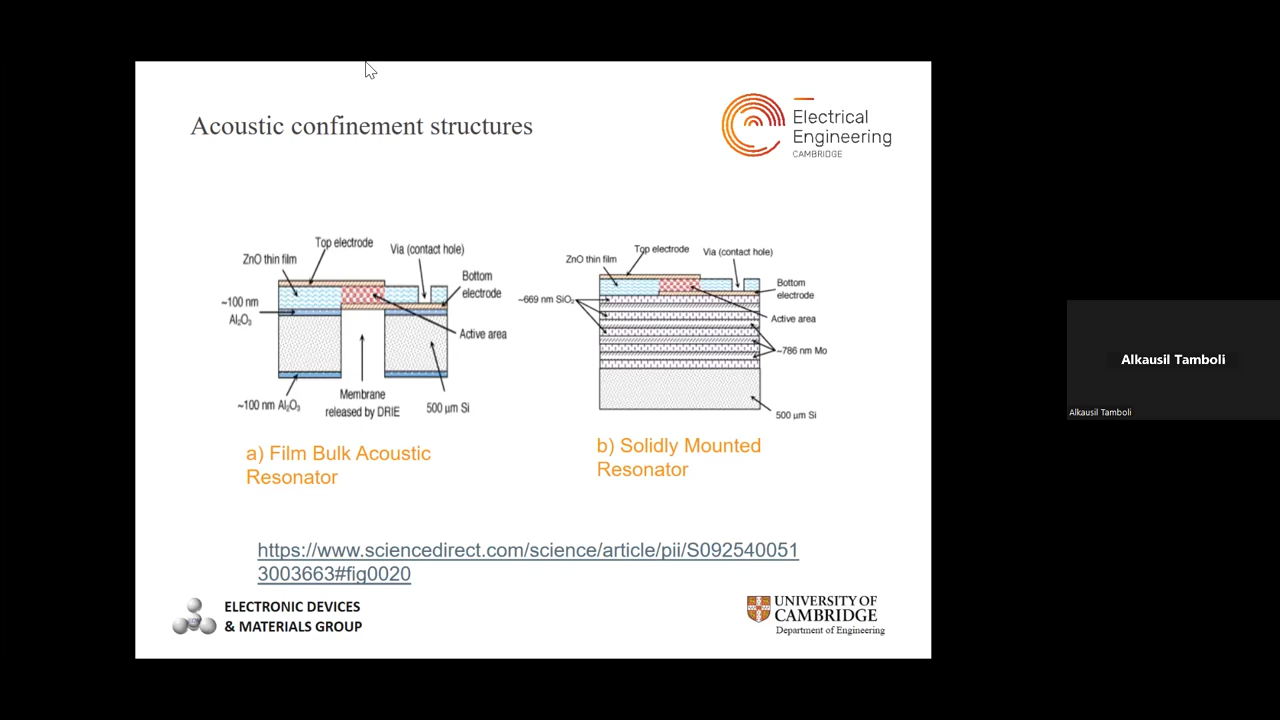 Acoustic confinement structures
Electrical
Engineering
CAMBRIDGE
Top electrode
Via (contact hole)
ZnO thin film
Bottom
electrode
~100 nm
Al₂O₃
Active area
Membrane
released by DRIE
~100 nm Al₂O₃
500 µm Si
a) Film Bulk Acoustic
Resonator
Top electrode
Via (contact hole)
ZnO thin film
Bottom
electrode
~669 nm SiO₂
Active area
~786 nm Mo
500 µm Si
b) Solidly Mounted
Resonator
Alkausil Tamboli
Alkausil Tamboli
https://www.sciencedirect.com/science/article/pii/S092540051
3003663#fig0020
ELECTRONIC DEVICES
& MATERIALS GROUP
UNIVERSITY OF
CAMBRIDGE
Department of Engineering